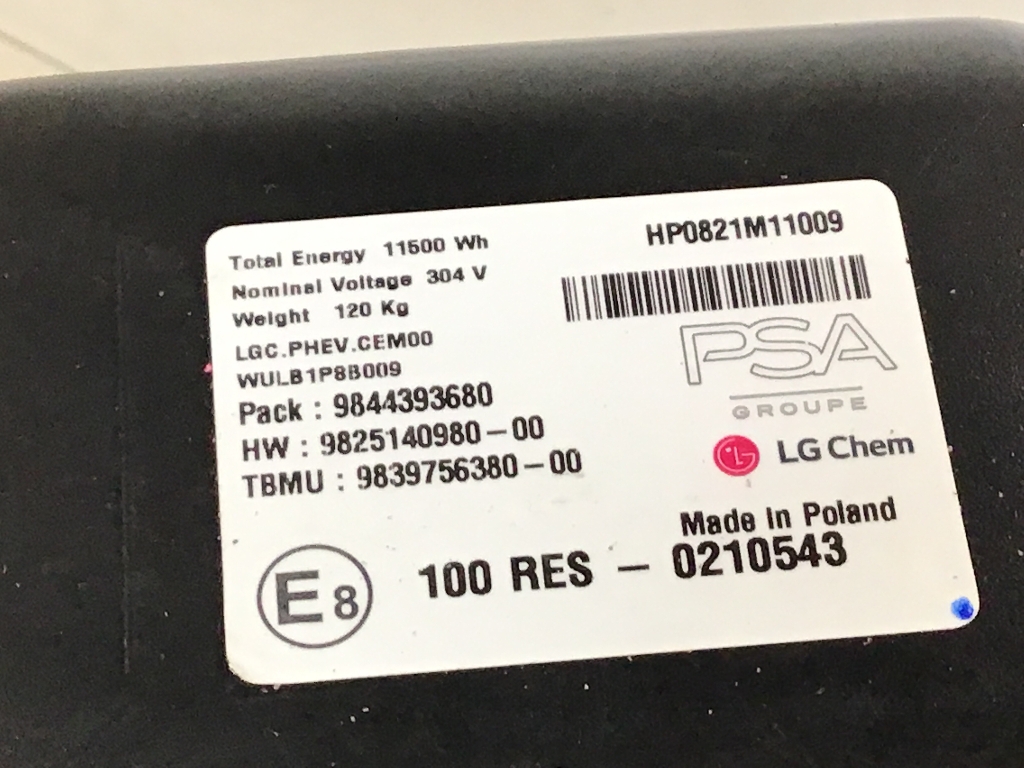 Total Energy 11500 Wh
Nominal Voltage 304 V
Weight 120 Kg
LGC.PHEV.CEM00
WULB1P8B009
Pack : 9844393680
HW : 9825140980-00
TBMU : 9839756380-00
HP0821M11009
PSA
GROUPE
LG LG Chem
Made in Poland
E8 100 RES - 0210543